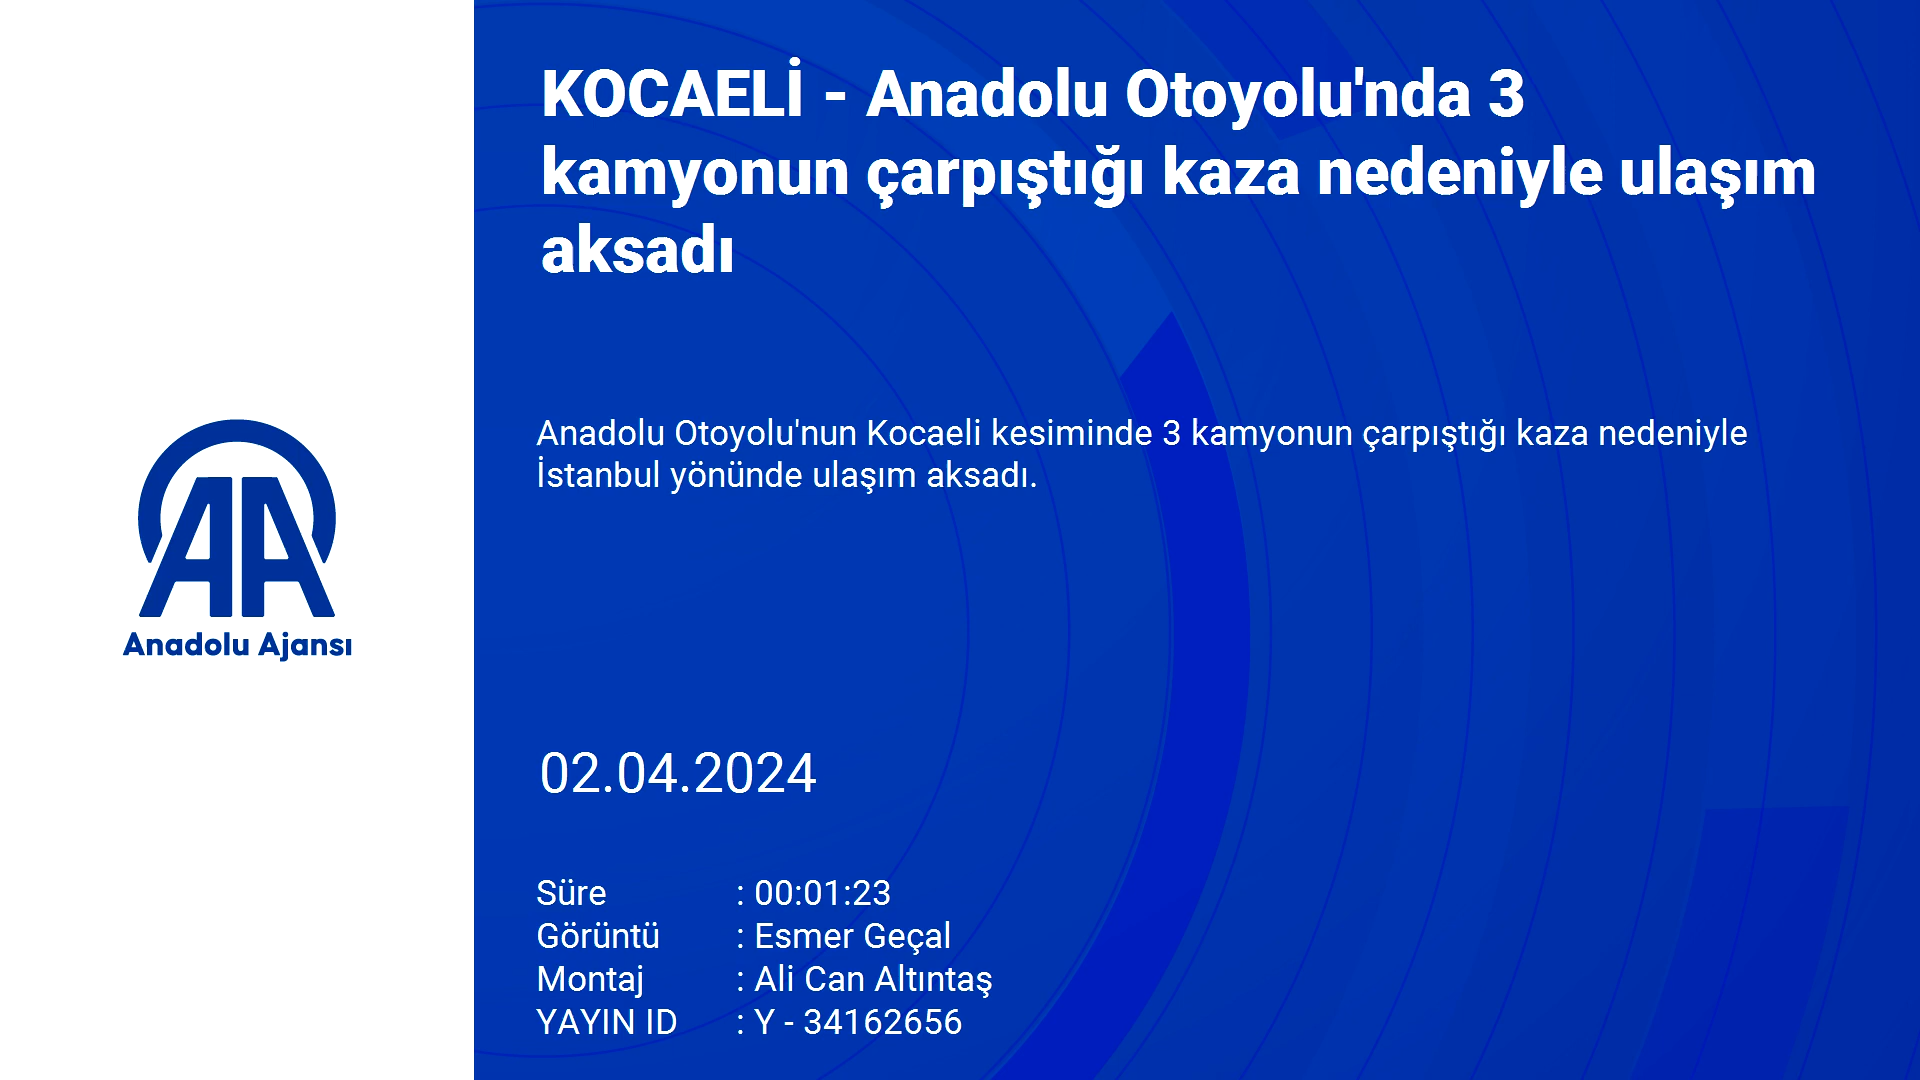 KOCAELİ - Anadolu Otoyolu'nda 3
kamyonun çarpıştığı kaza nedeniyle ulaşım
aksadı
Anadolu Otoyolu'nun Kocaeli kesiminde 3 kamyonun çarpıştığı kaza nedeniyle
İstanbul yönünde ulaşım aksadı.
AA
Anadolu Ajansı
02.04.2024
Süre : 00:01:23
Görüntü : Esmer Geçal
Montaj : Ali Can Altıntaş
YAYIN ID : Y - 34162656